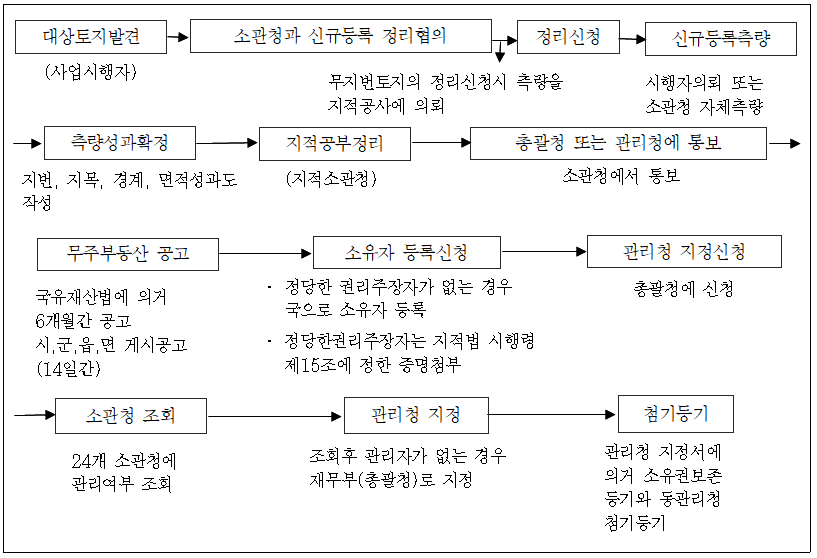 대상토지발견
소관청과 신규등록 정리협의
정리신청
신규등록측량
(사업시행자)
무지번토지의 정리신청시 측량을
지적공사에 의뢰
시행자의뢰 또는
소관청 자체측량
측량성과확정
지적공부정리
총괄청 또는 관리청에 통보
지번, 지목, 경계, 면적성과도
작성
(지적소관청)
소관청에서 통보
무주부동산 공고
소유자 등록신청
관리청 지정신청
국유재산법에 의거
6개월간 공고
시,군,읍,면 게시공고
(14일간)
· 정당한 권리주장자가 없는 경우
국으로 소유자 등록
· 정당한권리주장자는 지적법 시행령
제15조에 정한 증명첨부
총괄청에 신청
소관청 조회
관리청 지정
첨기등기
24개 소관청에
관리여부 조회
조회후 관리자가 없는 경우
재무부(총괄청)로 지정
관리청 지정서에
의거 소유권보존
등기와 동관리청
첨기등기